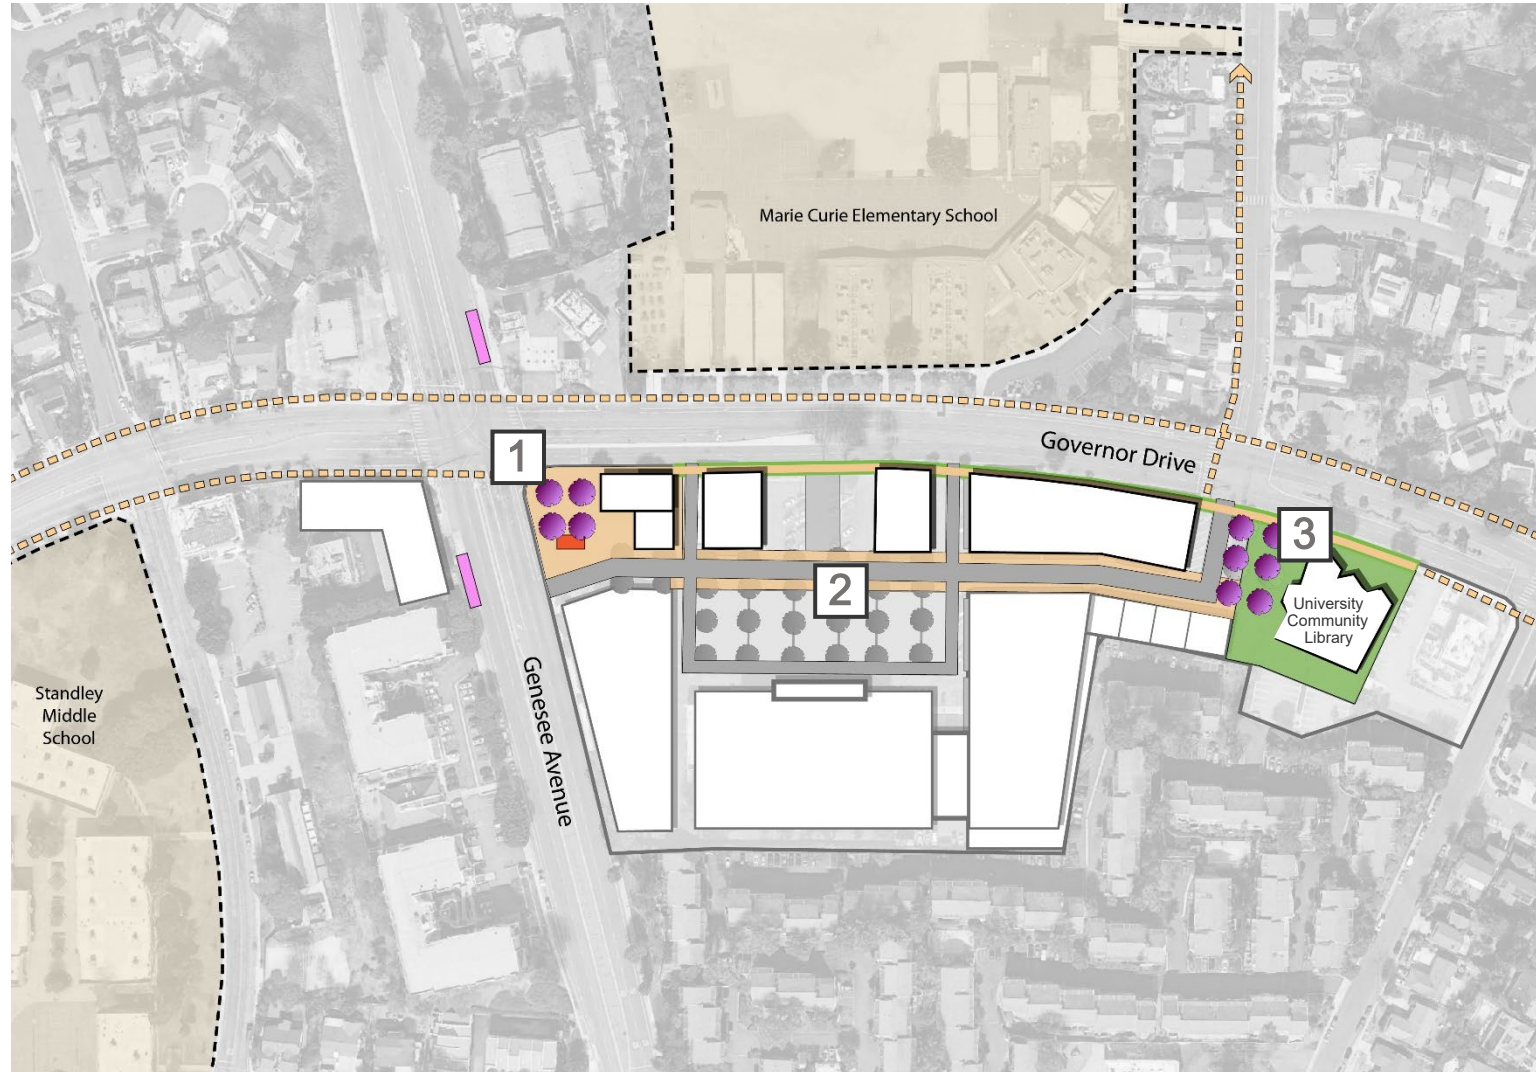 Marie Curie Elementary School
1
Governor Drive
3
2
University
Community
Library
Genesee Avenue
Standley
Middle
School